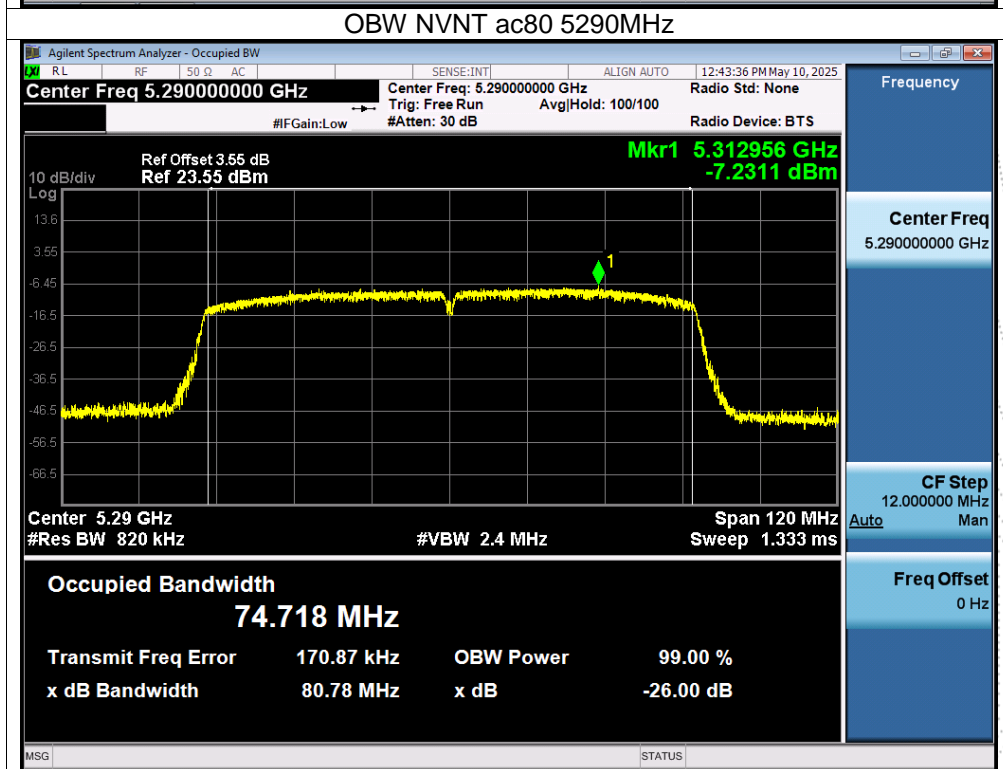 OBW NVNT ac80 5290MHz
Agilent Spectrum Analyzer - Occupied BW
LXI RL RF 50 Ω AC SENSE:INT ALIGN AUTO 12:43:36 PM May 10, 2025
Center Freq 5.290000000 GHz
Center Freq: 5.290000000 GHz Radio Std: None
Trig: Free Run Avg|Hold: 100/100
#IFGain:Low #Atten: 30 dB Radio Device: BTS
Mkr1 5.312956 GHz
-7.2311 dBm
Ref Offset 3.55 dB
10 dB/div Ref 23.55 dBm
Log
13.6
3.55
1
-6.45
-16.5
-26.5
-36.5
-46.5
-56.5
-66.5
Center 5.29 GHz Span 120 MHz
#Res BW 820 kHz #VBW 2.4 MHz Sweep 1.333 ms
Occupied Bandwidth
74.718 MHz
Transmit Freq Error 170.87 kHz OBW Power 99.00 %
x dB Bandwidth 80.78 MHz x dB -26.00 dB
MSG STATUS
Frequency
Center Freq
5.290000000 GHz
CF Step
12.000000 MHz
Auto Man
Freq Offset
0 Hz